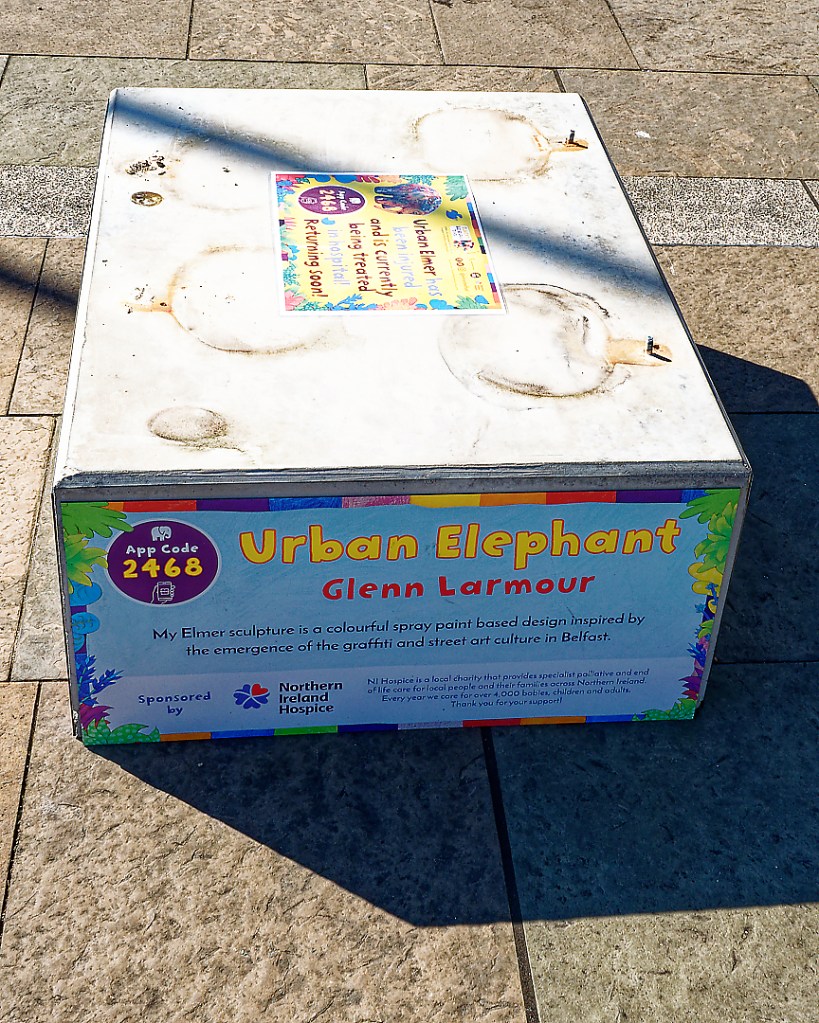 App Code
2468
Urban Elmer has
been injured
and is currently
being treated
in hospital!
Returning Soon!
App Code
2468
Urban Elephant
Glenn Larmour
My Elmer sculpture is a colourful spray paint based design inspired by
the emergence of the graffiti and street art culture in Belfast.
Sponsored
by
Northern
Ireland
Hospice
NI Hospice is a local charity that provides specialist palliative and end
of life care for local people and their families across Northern Ireland.
Every year we care for over 4,000 babies, children and adults.
Thank you for your support!